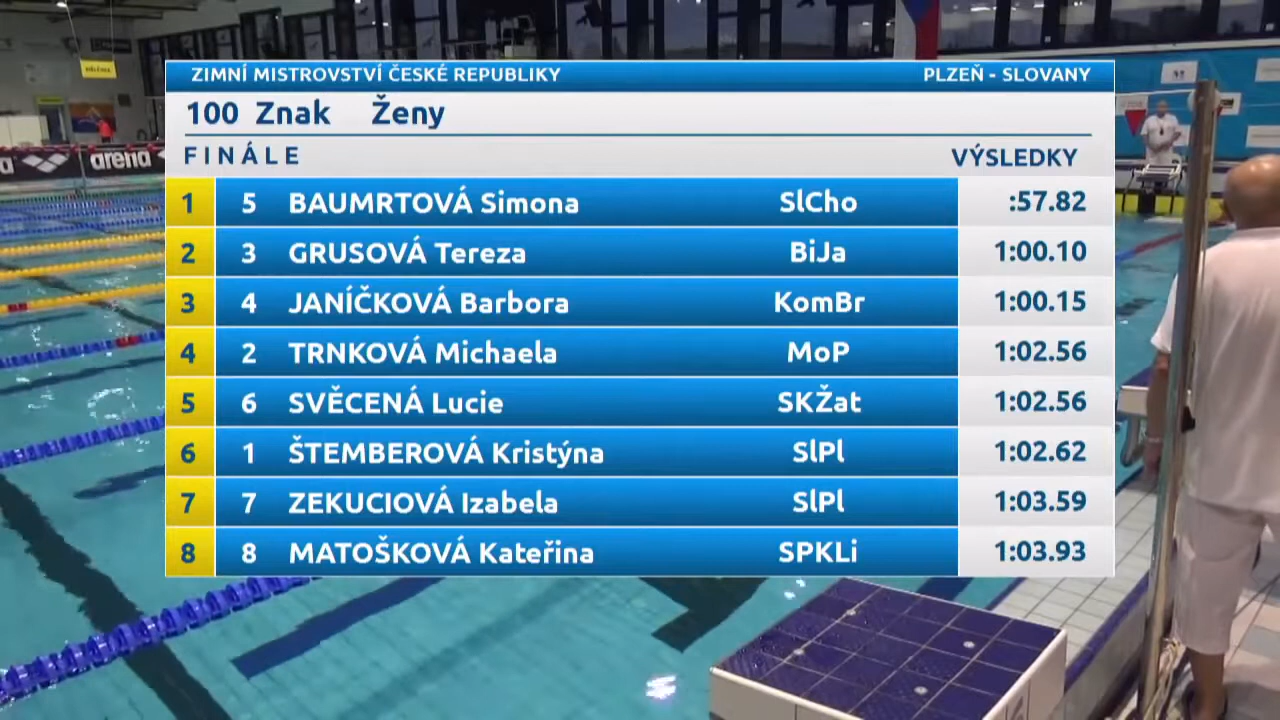 ZIMNÍ MISTROVSTVÍ ČESKÉ REPUBLIKY PLZEŇ - SLOVANY
100 Znak Ženy
FINÁLE VÝSLEDKY
1 5 BAUMRTOVÁ Simona SlCho :57.82
2 3 GRUSOVÁ Tereza BiJa 1:00.10
3 4 JANÍČKOVÁ Barbora KomBr 1:00.15
4 2 TRNKOVÁ Michaela MoP 1:02.56
5 6 SVĚCENÁ Lucie SKŽat 1:02.56
6 1 ŠTEMBEROVÁ Kristýna SlPl 1:02.62
7 7 ZEKUCIOVÁ Izabela SlPl 1:03.59
8 8 MATOŠKOVÁ Kateřina SPKLi 1:03.93
arena